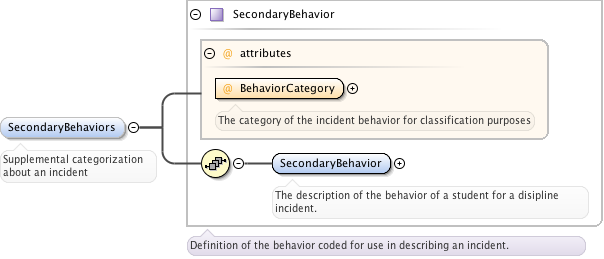 SecondaryBehavior
@ attributes
@ BehaviorCategory
The category of the incident behavior for classification purposes
SecondaryBehaviors
Supplemental categorization
about an incident
SecondaryBehavior
The description of the behavior of a student for a disipline
incident.
Definition of the behavior coded for use in describing an incident.